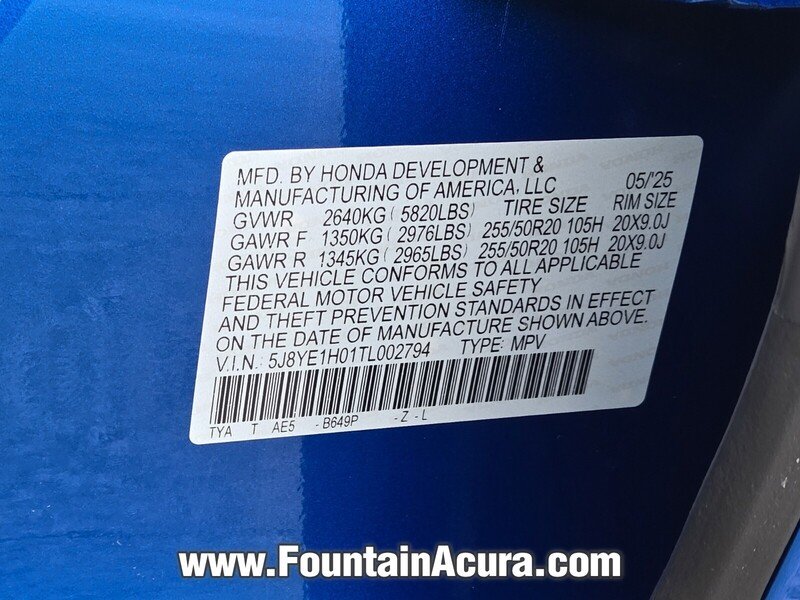 MFD. BY HONDA DEVELOPMENT &
MANUFACTURING OF AMERICA, LLC 05/'25
GVWR 2640KG ( 5820LBS) TIRE SIZE RIM SIZE
GAWR F 1350KG ( 2976LBS) 255/50R20 105H 20X9.0J
GAWR R 1345KG ( 2965LBS) 255/50R20 105H 20X9.0J
THIS VEHICLE CONFORMS TO ALL APPLICABLE
FEDERAL MOTOR VEHICLE SAFETY
AND THEFT PREVENTION STANDARDS IN EFFECT
ON THE DATE OF MANUFACTURE SHOWN ABOVE.
V.I.N.: 5J8YE1H01TL002794 TYPE: MPV
TYA T AE5 - B649P - Z - L
www.FountainAcura.com